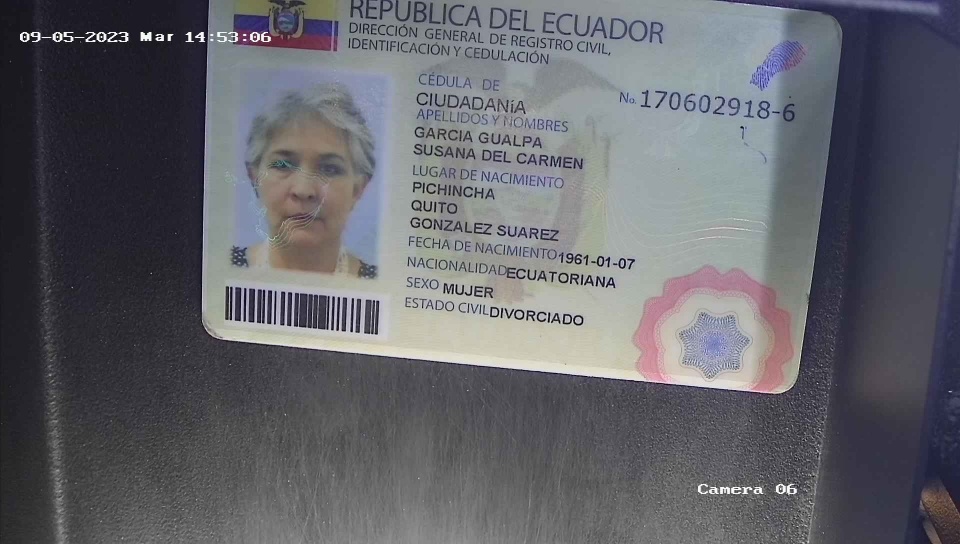 09-05-2023 Mar 14:53:06
REPÚBLICA DEL ECUADOR
DIRECCIÓN GENERAL DE REGISTRO CIVIL,
IDENTIFICACIÓN Y CEDULACIÓN
CÉDULA DE
CIUDADANÍA
No. 170602918-6
APELLIDOS Y NOMBRES
GARCIA GUALPA
SUSANA DEL CARMEN
LUGAR DE NACIMIENTO
PICHINCHA
QUITO
GONZALEZ SUAREZ
FECHA DE NACIMIENTO 1961-01-07
NACIONALIDAD ECUATORIANA
SEXO MUJER
ESTADO CIVIL DIVORCIADO
Camera 06